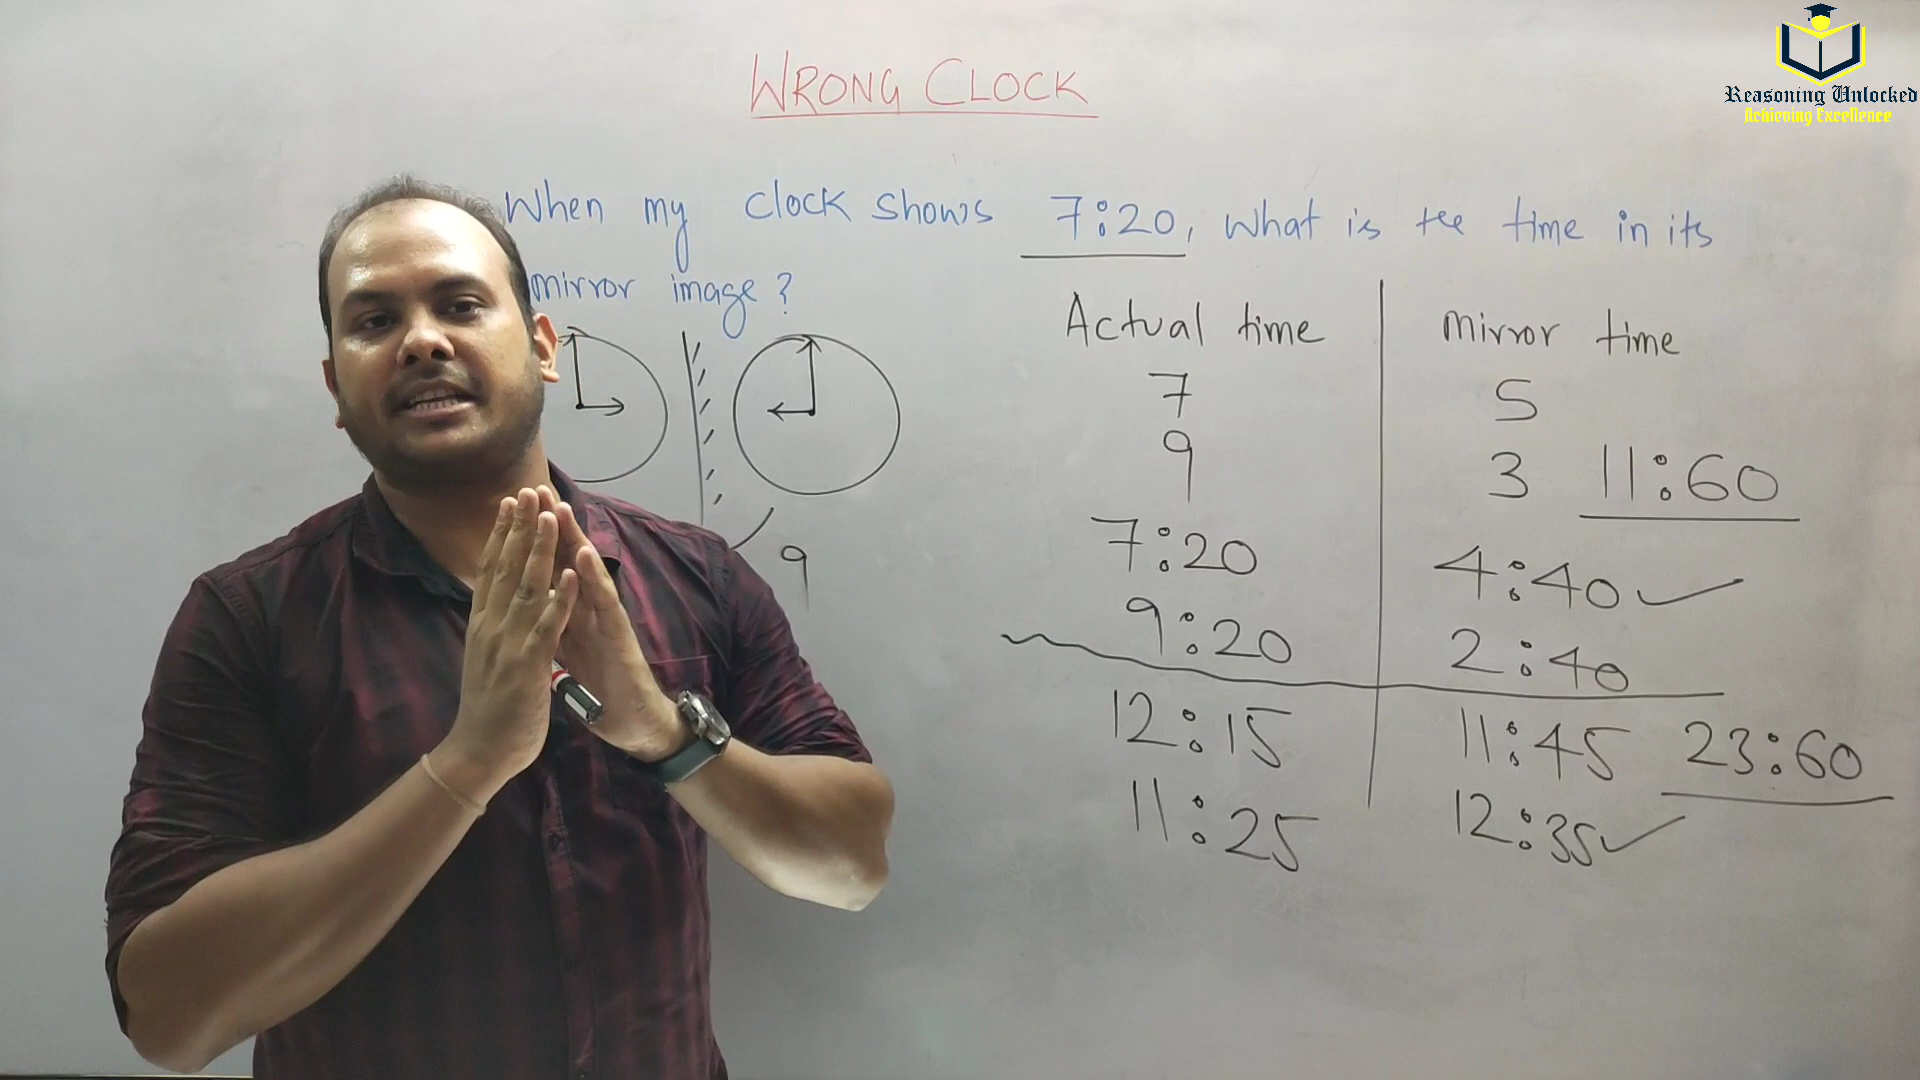 Reasoning Unlocked
Achieving Excellence
WRONG CLOCK
When my clock shows 7:20, what is the time in its
mirror image?
Actual time mirror time
7 5
9 3 11:60
7:20 4:40
9
9:20 2:40
12:15 11:45 23:60
11:25 12:35